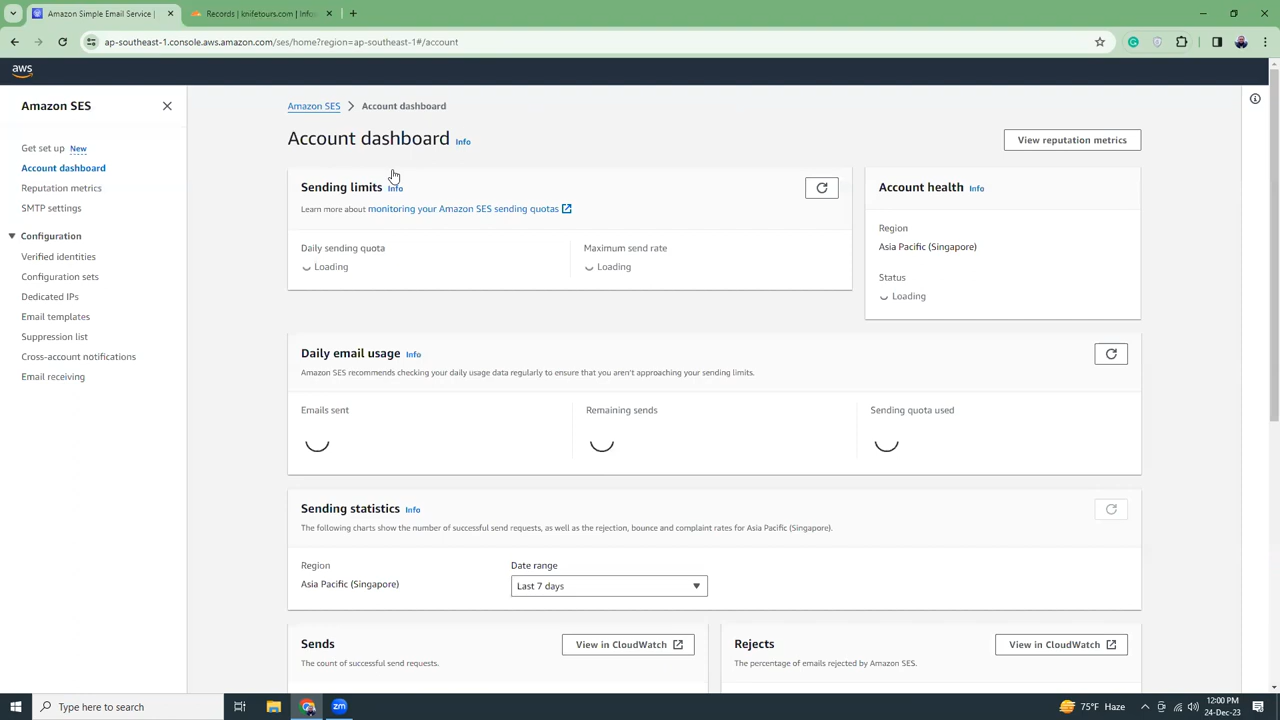 Amazon Simple Email Service
Records | knifetours.com | Info
ap-southeast-1.console.aws.amazon.com/ses/home?region=ap-southeast-1#/account
aws
Amazon SES
Get set up New
Account dashboard
Reputation metrics
SMTP settings
Configuration
Verified identities
Configuration sets
Dedicated IPs
Email templates
Suppression list
Cross-account notifications
Email receiving
Amazon SES > Account dashboard
Account dashboard Info
View reputation metrics
Sending limits Info
Learn more about monitoring your Amazon SES sending quotas
Daily sending quota
Loading
Maximum send rate
Loading
Account health Info
Region
Asia Pacific (Singapore)
Status
Loading
Daily email usage Info
Amazon SES recommends checking your daily usage data regularly to ensure that you aren't approaching your sending limits.
Emails sent
Remaining sends
Sending quota used
Sending statistics Info
The following charts show the number of successful send requests, as well as the rejection, bounce and complaint rates for Asia Pacific (Singapore).
Region
Asia Pacific (Singapore)
Date range
Last 7 days
Sends
View in CloudWatch
The count of successful send requests.
Rejects
View in CloudWatch
The percentage of emails rejected by Amazon SES.
Type here to search
zm
75°F Haze
12:00 PM
24-Dec-23